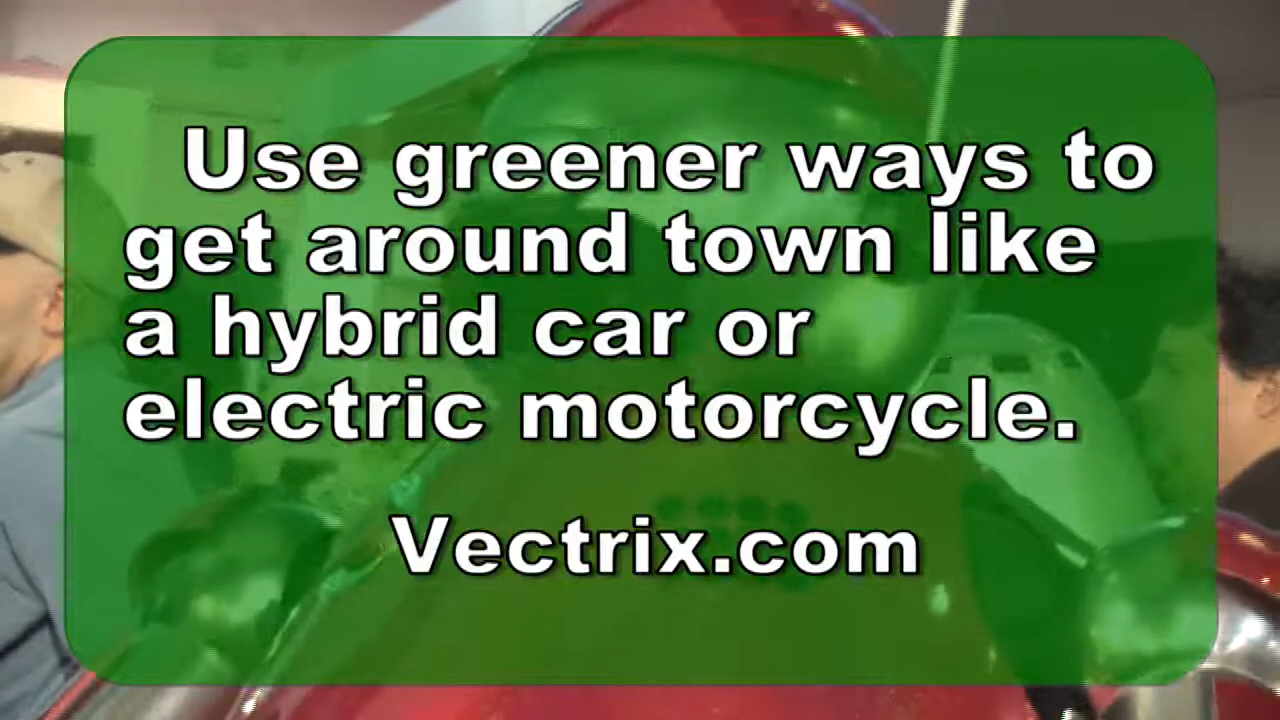 Use greener ways to
get around town like
a hybrid car or
electric motorcycle.
Vectrix.com